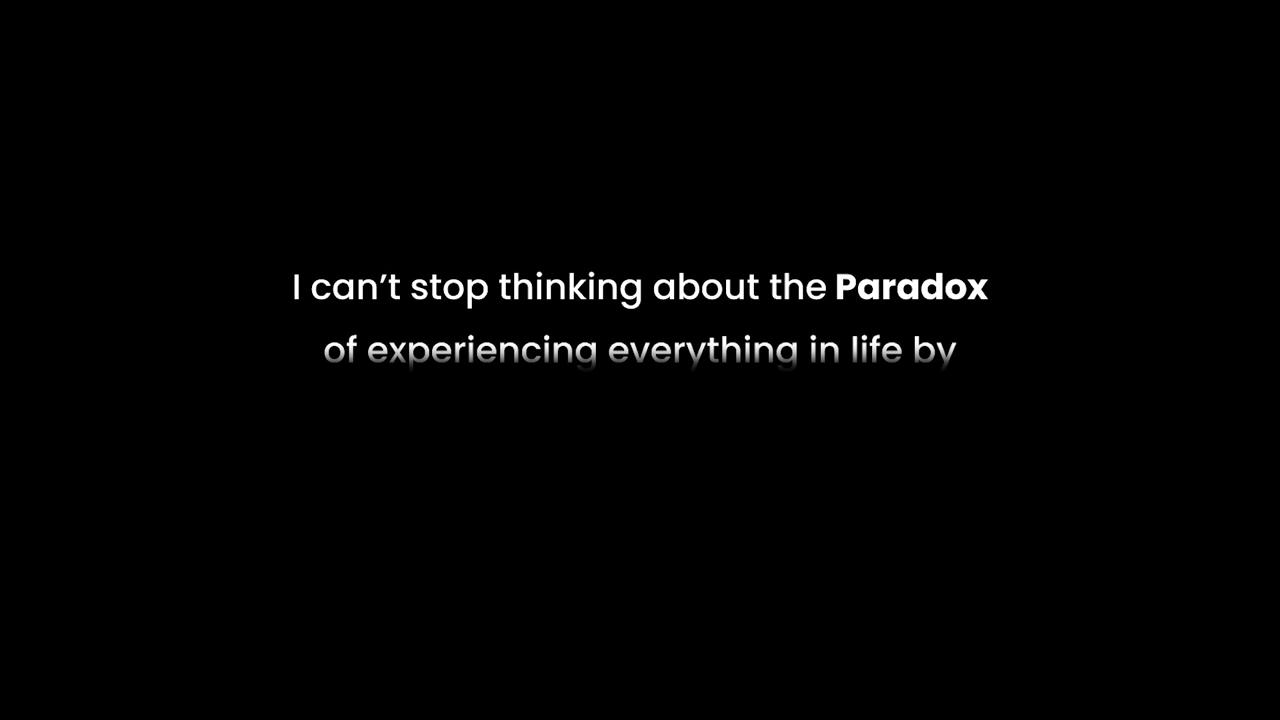 I can’t stop thinking about the Paradox
of experiencing everything in life by